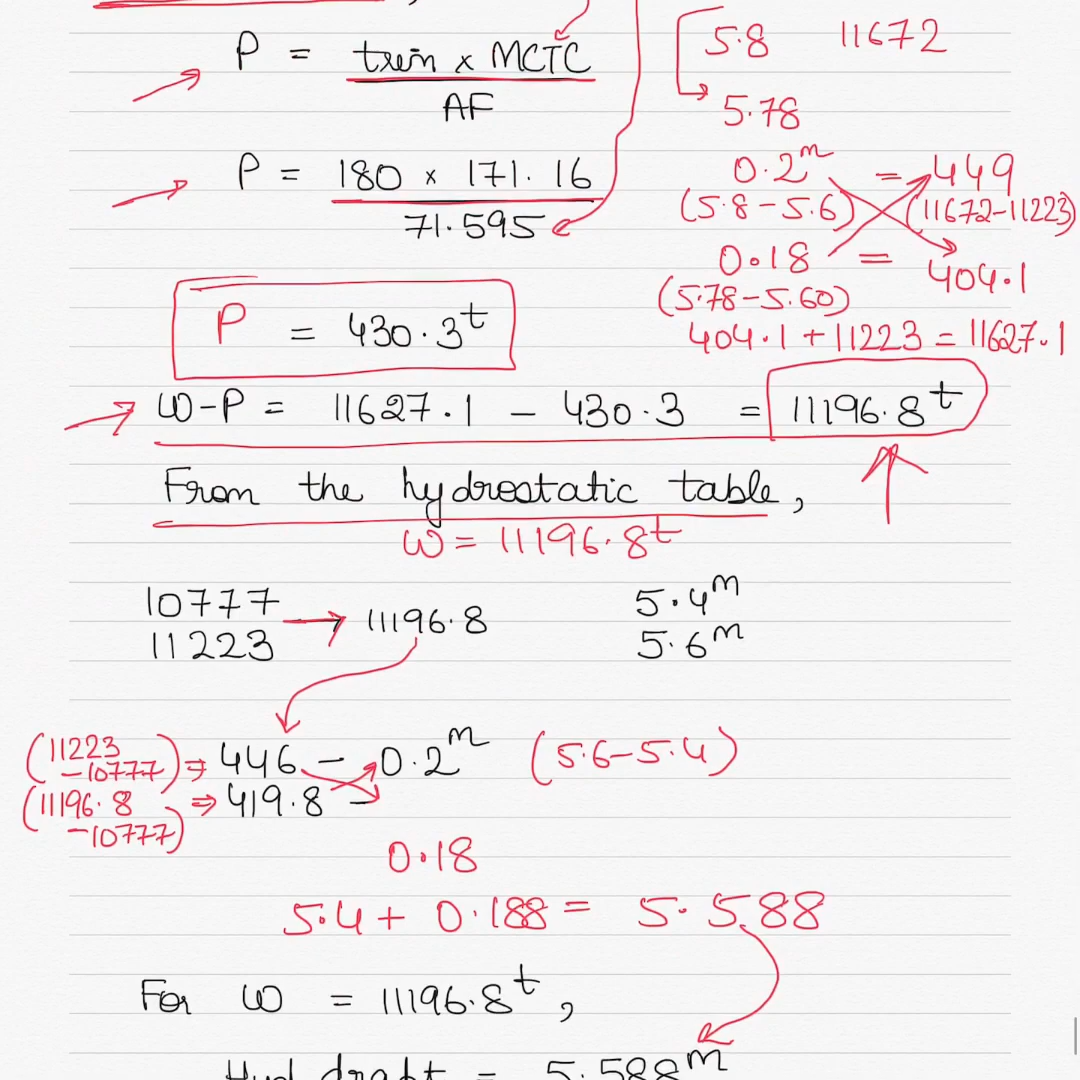 P = trim x MCTC
AF
P = 180 x 171.16
71.595
P = 430.3t
5.8 11672
5.78
0.2m = 449
(5.8-5.6) (11672-11223)
0.18 = 404.1
(5.78-5.60)
404.1 + 11223 = 11627.1
W-P = 11627.1 - 430.3 = 11196.8t
From the hydrostatic table,
W = 11196.8t
10777 → 11196.8 5.4m
11223 5.6m
(11223-10777) ⇒ 446 - 0.2m (5.6-5.4)
(11196.8-10777) ⇒ 419.8 -
0.18
5.4 + 0.188 = 5.588
For W = 11196.8t,
Hyd draft = 5.588m